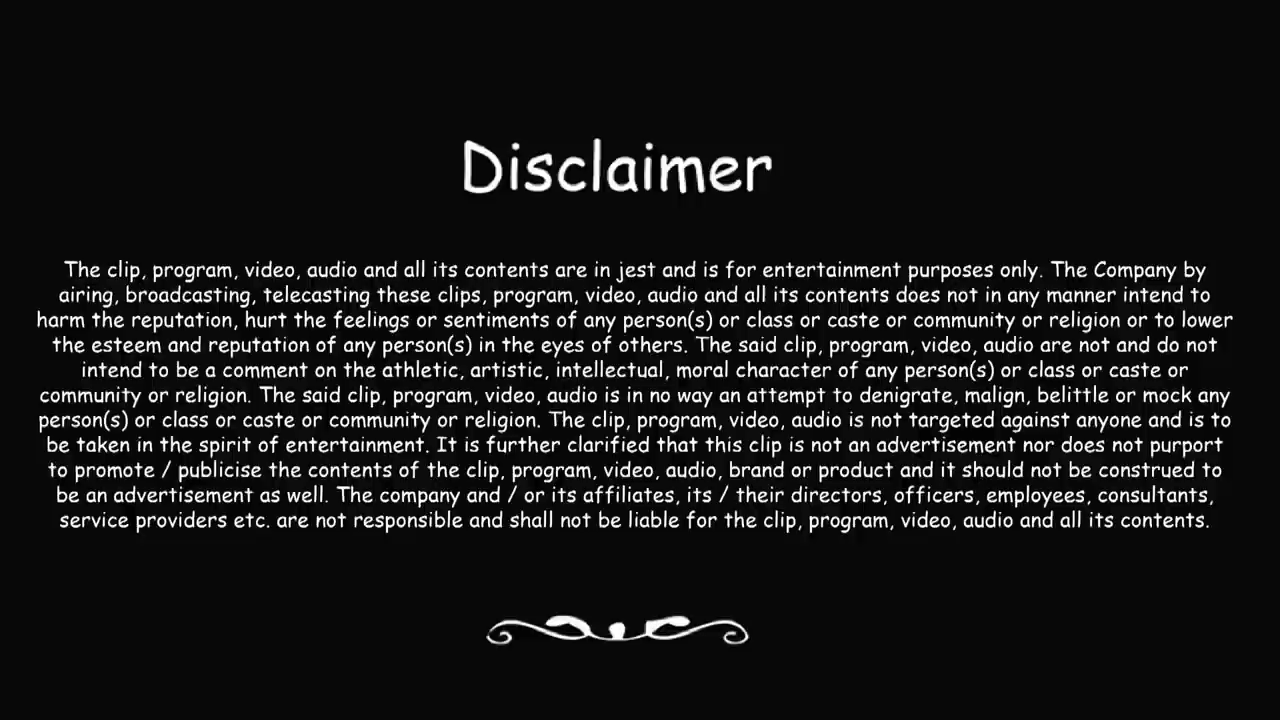 Disclaimer
The clip, program, video, audio and all its contents are in jest and is for entertainment purposes only. The Company by
airing, broadcasting, telecasting these clips, program, video, audio and all its contents does not in any manner intend to
harm the reputation, hurt the feelings or sentiments of any person(s) or class or caste or community or religion or to lower
the esteem and reputation of any person(s) in the eyes of others. The said clip, program, video, audio are not and do not
intend to be a comment on the athletic, artistic, intellectual, moral character of any person(s) or class or caste or
community or religion. The said clip, program, video, audio is in no way an attempt to denigrate, malign, belittle or mock any
person(s) or class or caste or community or religion. The clip, program, video, audio is not targeted against anyone and is to
be taken in the spirit of entertainment. It is further clarified that this clip is not an advertisement nor does not purport
to promote / publicise the contents of the clip, program, video, audio, brand or product and it should not be construed to
be an advertisement as well. The company and / or its affiliates, its / their directors, officers, employees, consultants,
service providers etc. are not responsible and shall not be liable for the clip, program, video, audio and all its contents.